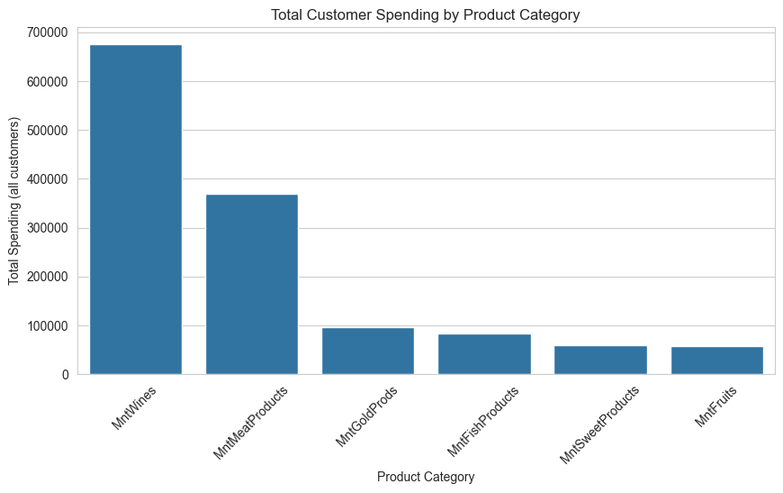 Total Customer Spending by Product Category
Total Spending (all customers)
700000
600000
500000
400000
300000
200000
100000
0
MntWines
MntMeatProducts
MntGoldProds
MntFishProducts
MntSweetProducts
MntFruits
Product Category